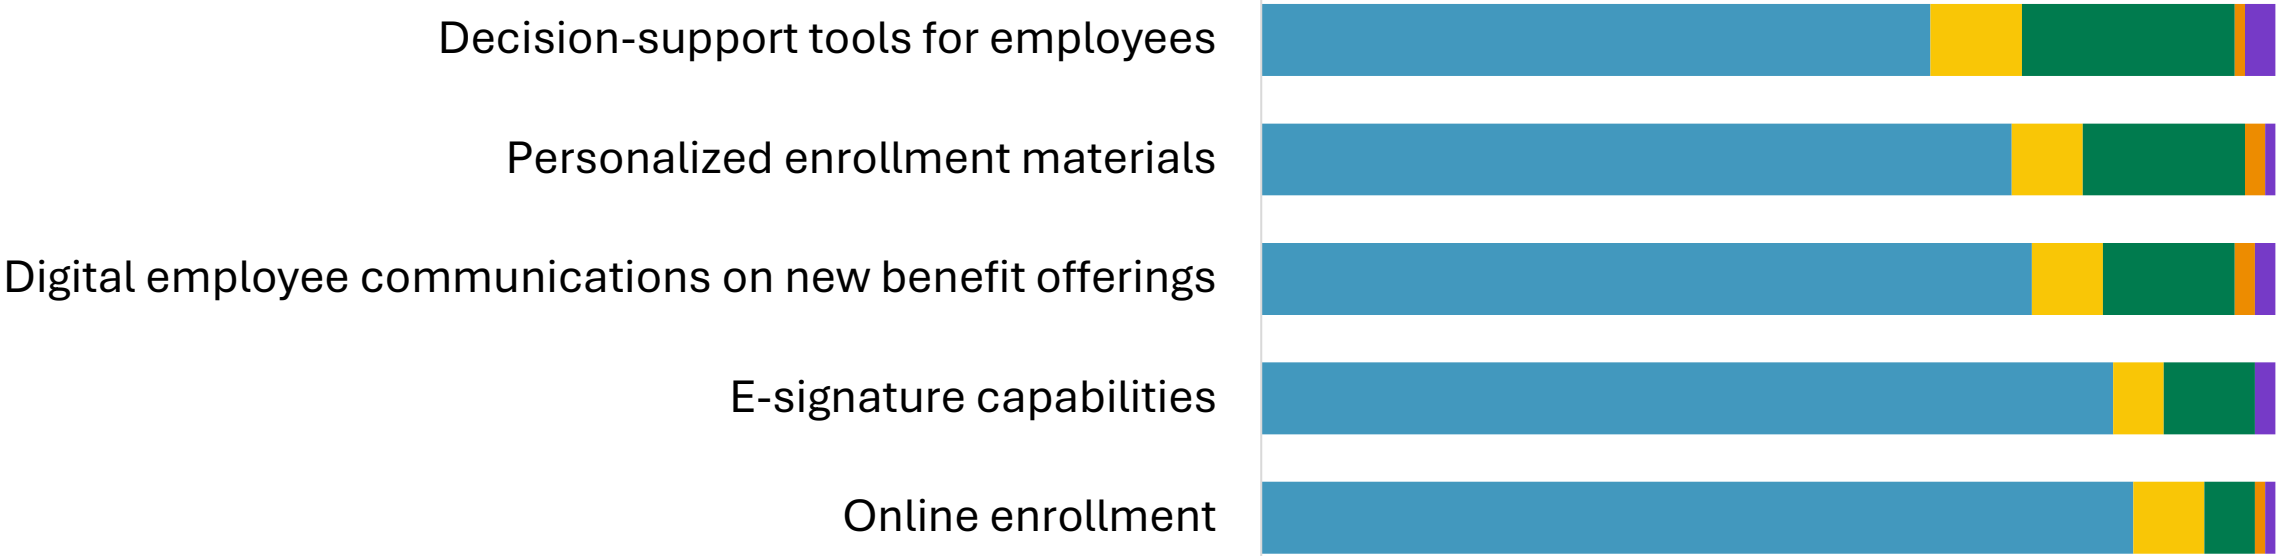 Decision-support tools for employees
Personalized enrollment materials
Digital employee communications on new benefit offerings
E-signature capabilities
Online enrollment